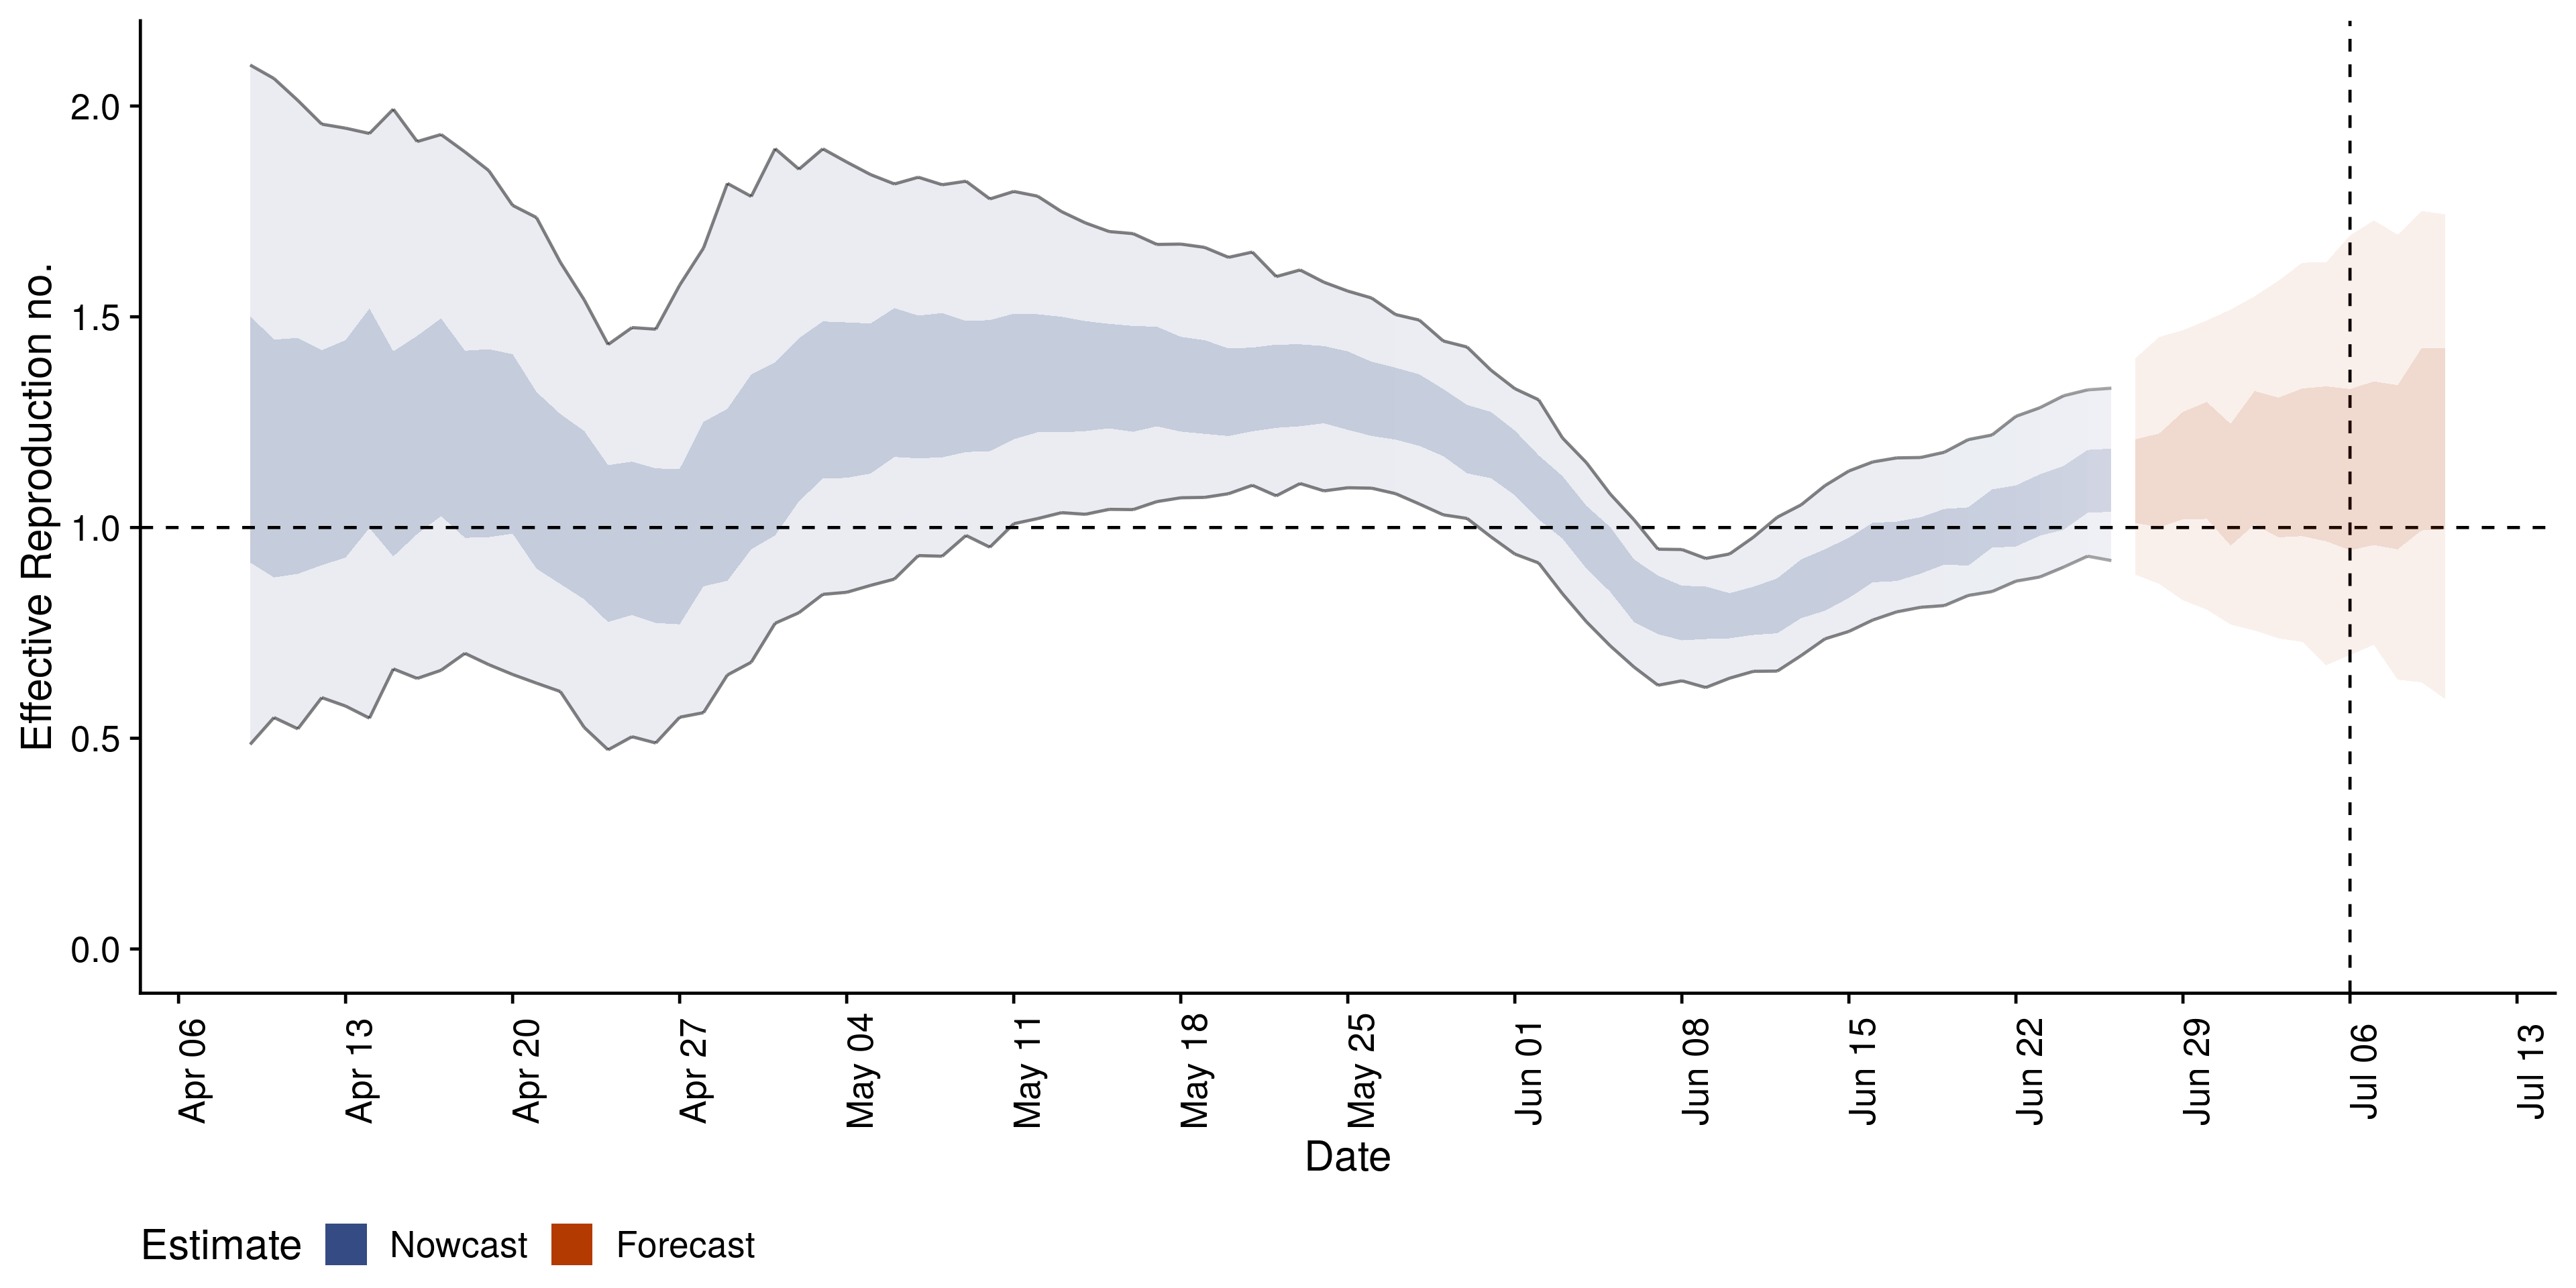 Effective Reproduction no.
2.0
1.5
1.0
0.5
0.0
Apr 06
Apr 13
Apr 20
Apr 27
May 04
May 11
May 18
May 25
Jun 01
Jun 08
Jun 15
Jun 22
Jun 29
Jul 06
Jul 13
Date
Estimate Nowcast Forecast